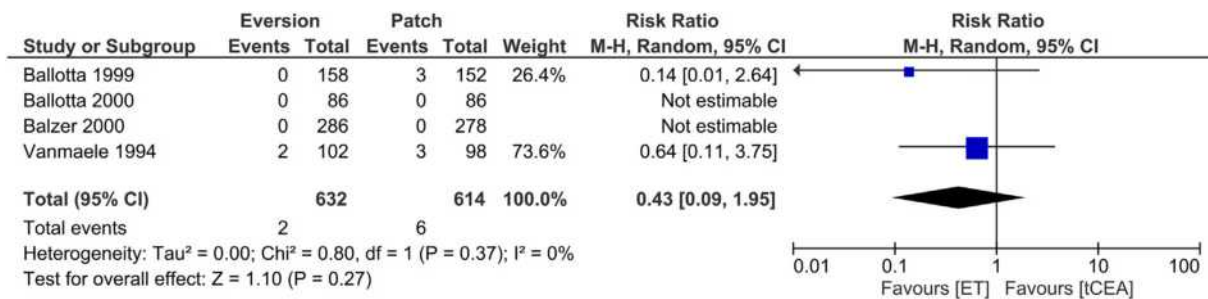 Eversion Patch Risk Ratio Risk Ratio
Study or Subgroup Events Total Events Total Weight M-H, Random, 95% CI M-H, Random, 95% CI
Ballotta 1999 0 158 3 152 26.4% 0.14 [0.01, 2.64]
Ballotta 2000 0 86 0 86 Not estimable
Balzer 2000 0 286 0 278 Not estimable
Vanmaele 1994 2 102 3 98 73.6% 0.64 [0.11, 3.75]
Total (95% CI) 632 614 100.0% 0.43 [0.09, 1.95]
Total events 2 6
Heterogeneity: Tau² = 0.00; Chi² = 0.80, df = 1 (P = 0.37); I² = 0%
Test for overall effect: Z = 1.10 (P = 0.27)
0.01 0.1 1 10 100
Favours [ET] Favours [tCEA]